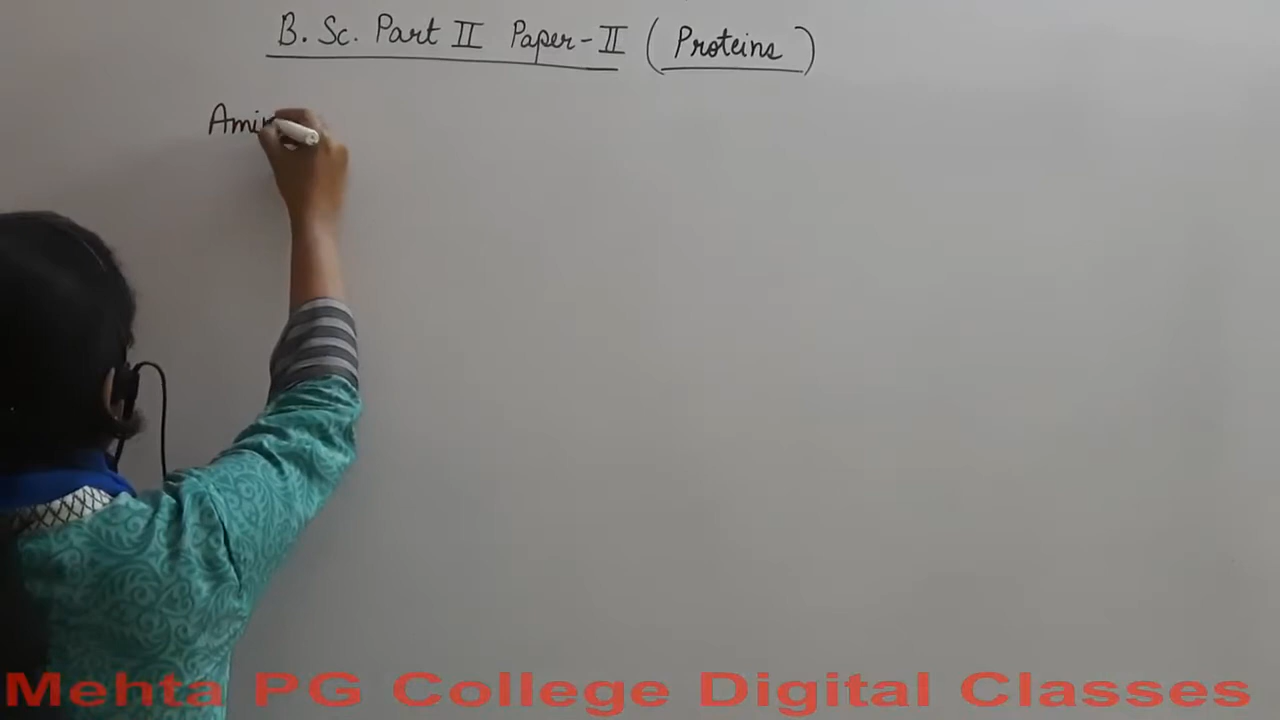 B. Sc. Part II Paper-II (Proteins)
Ami
Mehta PG College Digital Classes